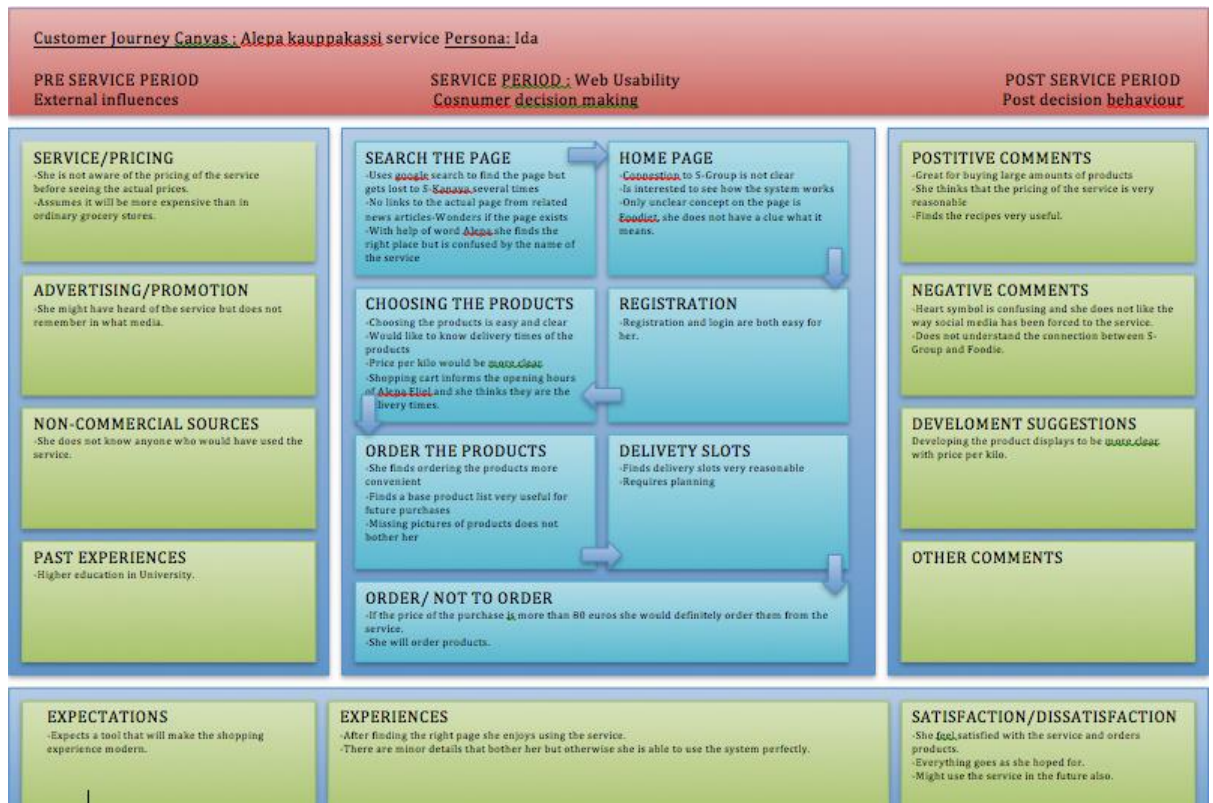 Customer Journey Canvas ; Alepa kauppakassi service Persona: Ida
PRE SERVICE PERIOD
External influences
SERVICE PERIOD ; Web Usability
Cosnumer decision making
POST SERVICE PERIOD
Post decision behaviour
SERVICE/PRICING
-She is not aware of the pricing of the service
before seeing the actual prices.
-Assumes it will be more expensive than in
ordinary grocery stores.
ADVERTISING/PROMOTION
-She might have heard of the service but does not
remember in what media.
NON-COMMERCIAL SOURCES
-She does not know anyone who would have used the
service.
PAST EXPERIENCES
-Higher education in University.
SEARCH THE PAGE
-Uses google search to find the page but
gets lost to S-Kanava several times
-No links to the actual page from related
news articles-Wonders if the page exists
-With help of word Alepa she finds the
right place but is confused by the name of
the service
HOME PAGE
-Connection to S-Group is not clear
-Is interested to see how the system works
-Only unclear concept on the page is
Foodie, she does not have a clue what it
means.
CHOOSING THE PRODUCTS
-Choosing the products is easy and clear
-Would like to know delivery times of the
products
-Price per kilo would be more clear
-Shopping cart informs the opening hours
of Alepa Eliel and she thinks they are the
livery times.
REGISTRATION
-Registration and login are both easy for
her.
ORDER THE PRODUCTS
-She finds ordering the products more
convenient
-Finds a base product list very useful for
future purchases
-Missing pictures of products does not
bother her
DELIVETY SLOTS
-Finds delivery slots very reasonable
-Requires planning
ORDER/ NOT TO ORDER
-If the price of the purchase is more than 80 euros she would definitely order them from the
service.
-She will order products.
POSTITIVE COMMENTS
-Great for buying large amounts of products
-She thinks that the pricing of the service is very
reasonable
-Finds the recipes very useful.
NEGATIVE COMMENTS
-Heart symbol is confusing and she does not like the
way social media has been forced to the service.
-Does not understand the connection between S-
Group and Foodie.
DEVELOMENT SUGGESTIONS
Developing the product displays to be more clear
with price per kilo.
OTHER COMMENTS
EXPECTATIONS
-Expects a tool that will make the shopping
experience modern.
EXPERIENCES
-After finding the right page she enjoys using the service.
-There are minor details that bother her but otherwise she is able to use the system perfectly.
SATISFACTION/DISSATISFACTION
-She feel satisfied with the service and orders
products.
-Everything goes as she hoped for.
-Might use the service in the future also.